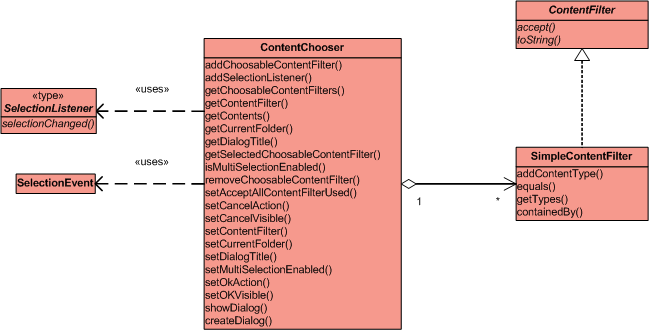 ContentFilter
accept()
toString()
ContentChooser
addChoosableContentFilter()
addSelectionListener()
getChoosableContentFilters()
getContentFilter()
getContents()
getCurrentFolder()
getDialogTitle()
getSelectedChoosableContentFilter()
isMultiSelectionEnabled()
removeChoosableContentFilter()
setAcceptAllContentFilterUsed()
setCancelAction()
setCancelVisible()
setContentFilter()
setCurrentFolder()
setDialogTitle()
setMultiSelectionEnabled()
setOkAction()
setOKVisible()
showDialog()
createDialog()
«uses»
«type»
SelectionListener
selectionChanged()
«uses»
SelectionEvent
1
*
SimpleContentFilter
addContentType()
equals()
getTypes()
containedBy()